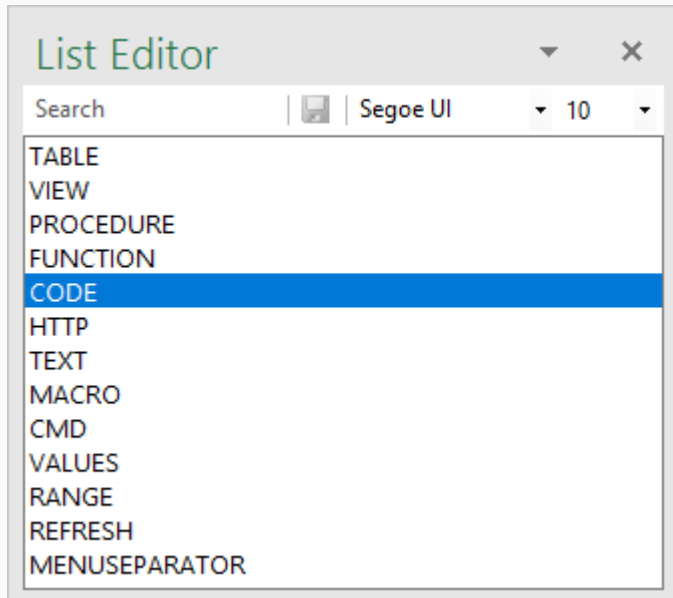 List Editor
Search Segoe UI 10
TABLE
VIEW
PROCEDURE
FUNCTION
CODE
HTTP
TEXT
MACRO
CMD
VALUES
RANGE
REFRESH
MENUSEPARATOR